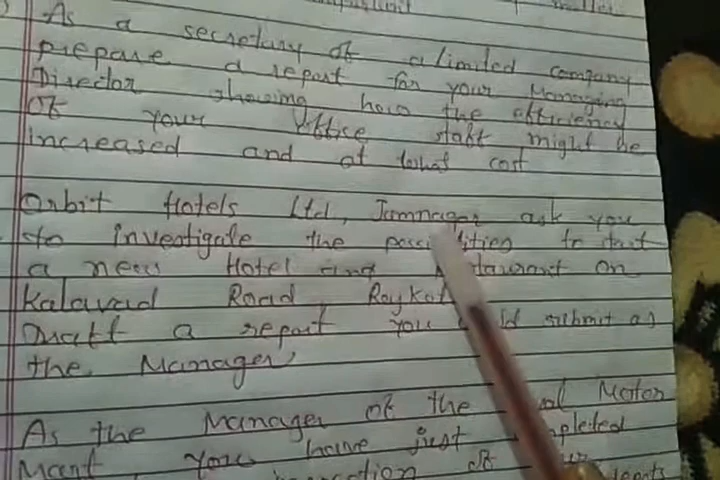 As a secretary of a limited company
prepare a report for your Managing
Director showing how the efficiency
of your office staff might be
increased and at what cost
Orbit Hotels Ltd, Jamnagar ask you
to investigate the to start
a new Hotel and on
Kalavad Road,
Draft a report you submit as
the Manager
As the Manager of the Motor
Mart, you have just
of